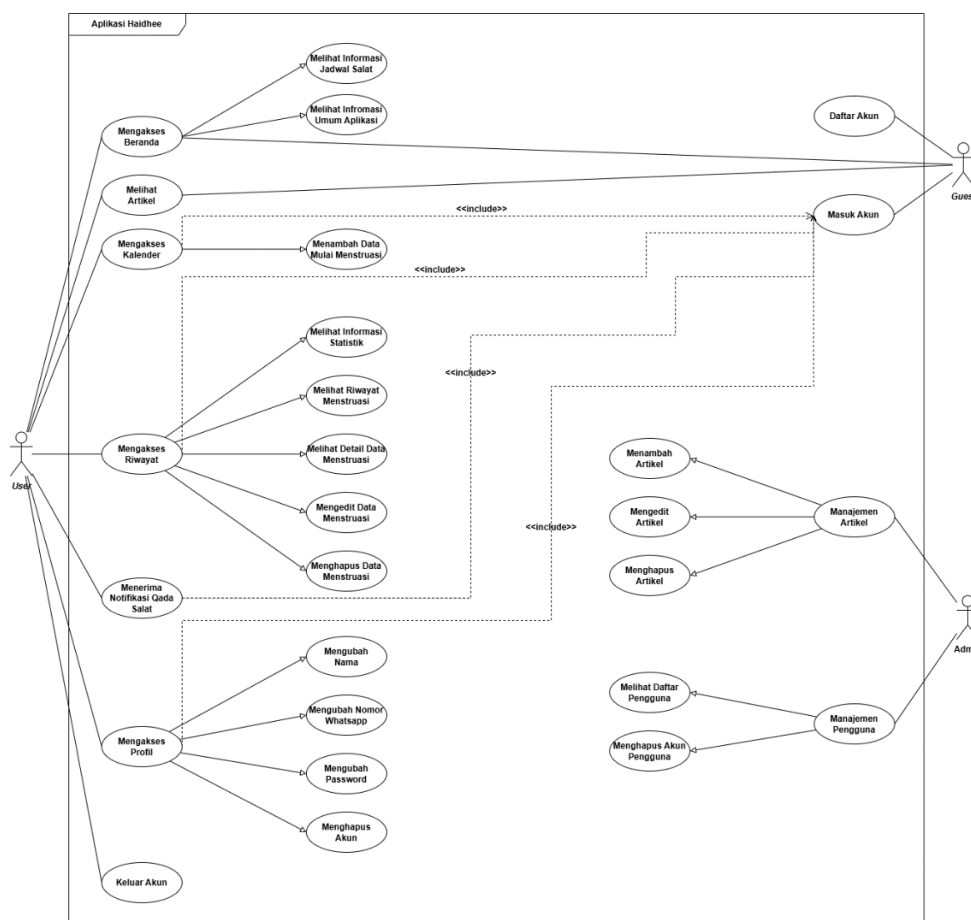 Aplikasi Haidhee
Melihat Informasi
Jadwal Salat
Melihat Infromasi
Umum Aplikasi
Mengakses
Beranda
Daftar Akun
Melihat
Artikel
Gues
<<include>>
Masuk Akun
Mengakses
Kalender
Menambah Data
Mulai Menstruasi
<<include>>
Melihat Informasi
Statistik
<<include>>
Melihat Riwayat
Menstruasi
Mengakses
Riwayat
User
Melihat Detail Data
Menstruasi
Menambah
Artikel
Mengedit Data
Menstruasi
Mengedit
Artikel
Manajemen
Artikel
<<include>>
Menghapus Data
Menstruasi
Menghapus
Artikel
Menerima
Notifikasi Qada
Salat
Mengubah
Nama
Adm
Melihat Daftar
Pengguna
Mengubah Nomor
Whatsapp
Manajemen
Pengguna
Mengakses
Profil
Menghapus Akun
Pengguna
Mengubah
Password
Menghapus
Akun
Keluar Akun